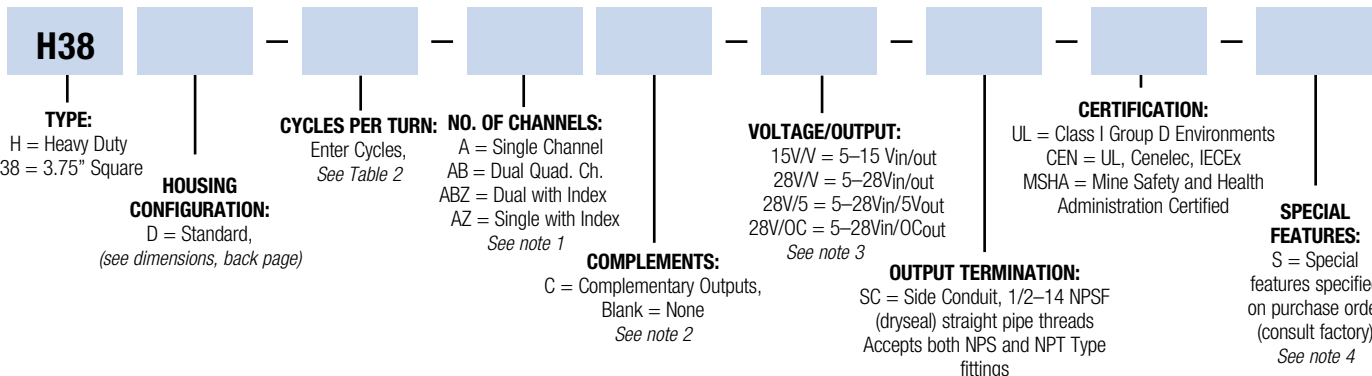 H38 – – – – – –
TYPE:
H = Heavy Duty
38 = 3.75” Square
HOUSING
CONFIGURATION:
D = Standard,
(see dimensions, back page)
CYCLES PER TURN:
Enter Cycles,
See Table 2
NO. OF CHANNELS:
A = Single Channel
AB = Dual Quad. Ch.
ABZ = Dual with Index
AZ = Single with Index
See note 1
COMPLEMENTS:
C = Complementary Outputs,
Blank = None
See note 2
VOLTAGE/OUTPUT:
15V/V = 5–15 Vin/out
28V/V = 5–28Vin/out
28V/5 = 5–28Vin/5Vout
28V/OC = 5–28Vin/OCout
See note 3
OUTPUT TERMINATION:
SC = Side Conduit, 1/2–14 NPSF
(dryseal) straight pipe threads
Accepts both NPS and NPT Type
fittings
CERTIFICATION:
UL = Class I Group D Environments
CEN = UL, Cenelec, IECEx
MSHA = Mine Safety and Health
Administration Certified
SPECIAL
FEATURES:
S = Special
features specifie
on purchase orde
(consult factory)
See note 4